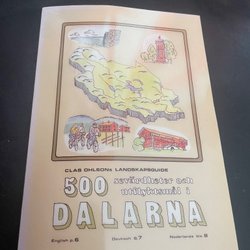 CLAS OHLSONs LANDSKAPSGUIDE
500 sevärdheter och
utflyktsmål i
DALARNA
English p.6 Deutsch s.7 Nederlands blz 8